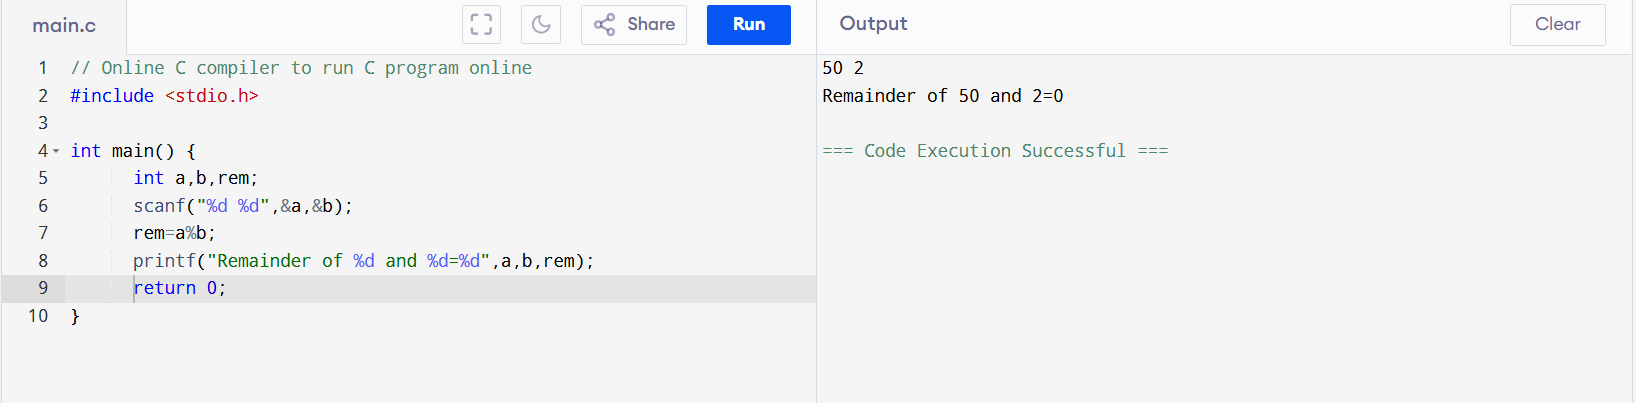 main.c
Share
Run
1 // Online C compiler to run C program online
2 #include <stdio.h>
3
4 int main() {
5 int a,b,rem;
6 scanf("%d %d",&a,&b);
7 rem=a%b;
8 printf("Remainder of %d and %d=%d",a,b,rem);
9 return 0;
10 }
Output
Clear
50 2
Remainder of 50 and 2=0
=== Code Execution Successful ===